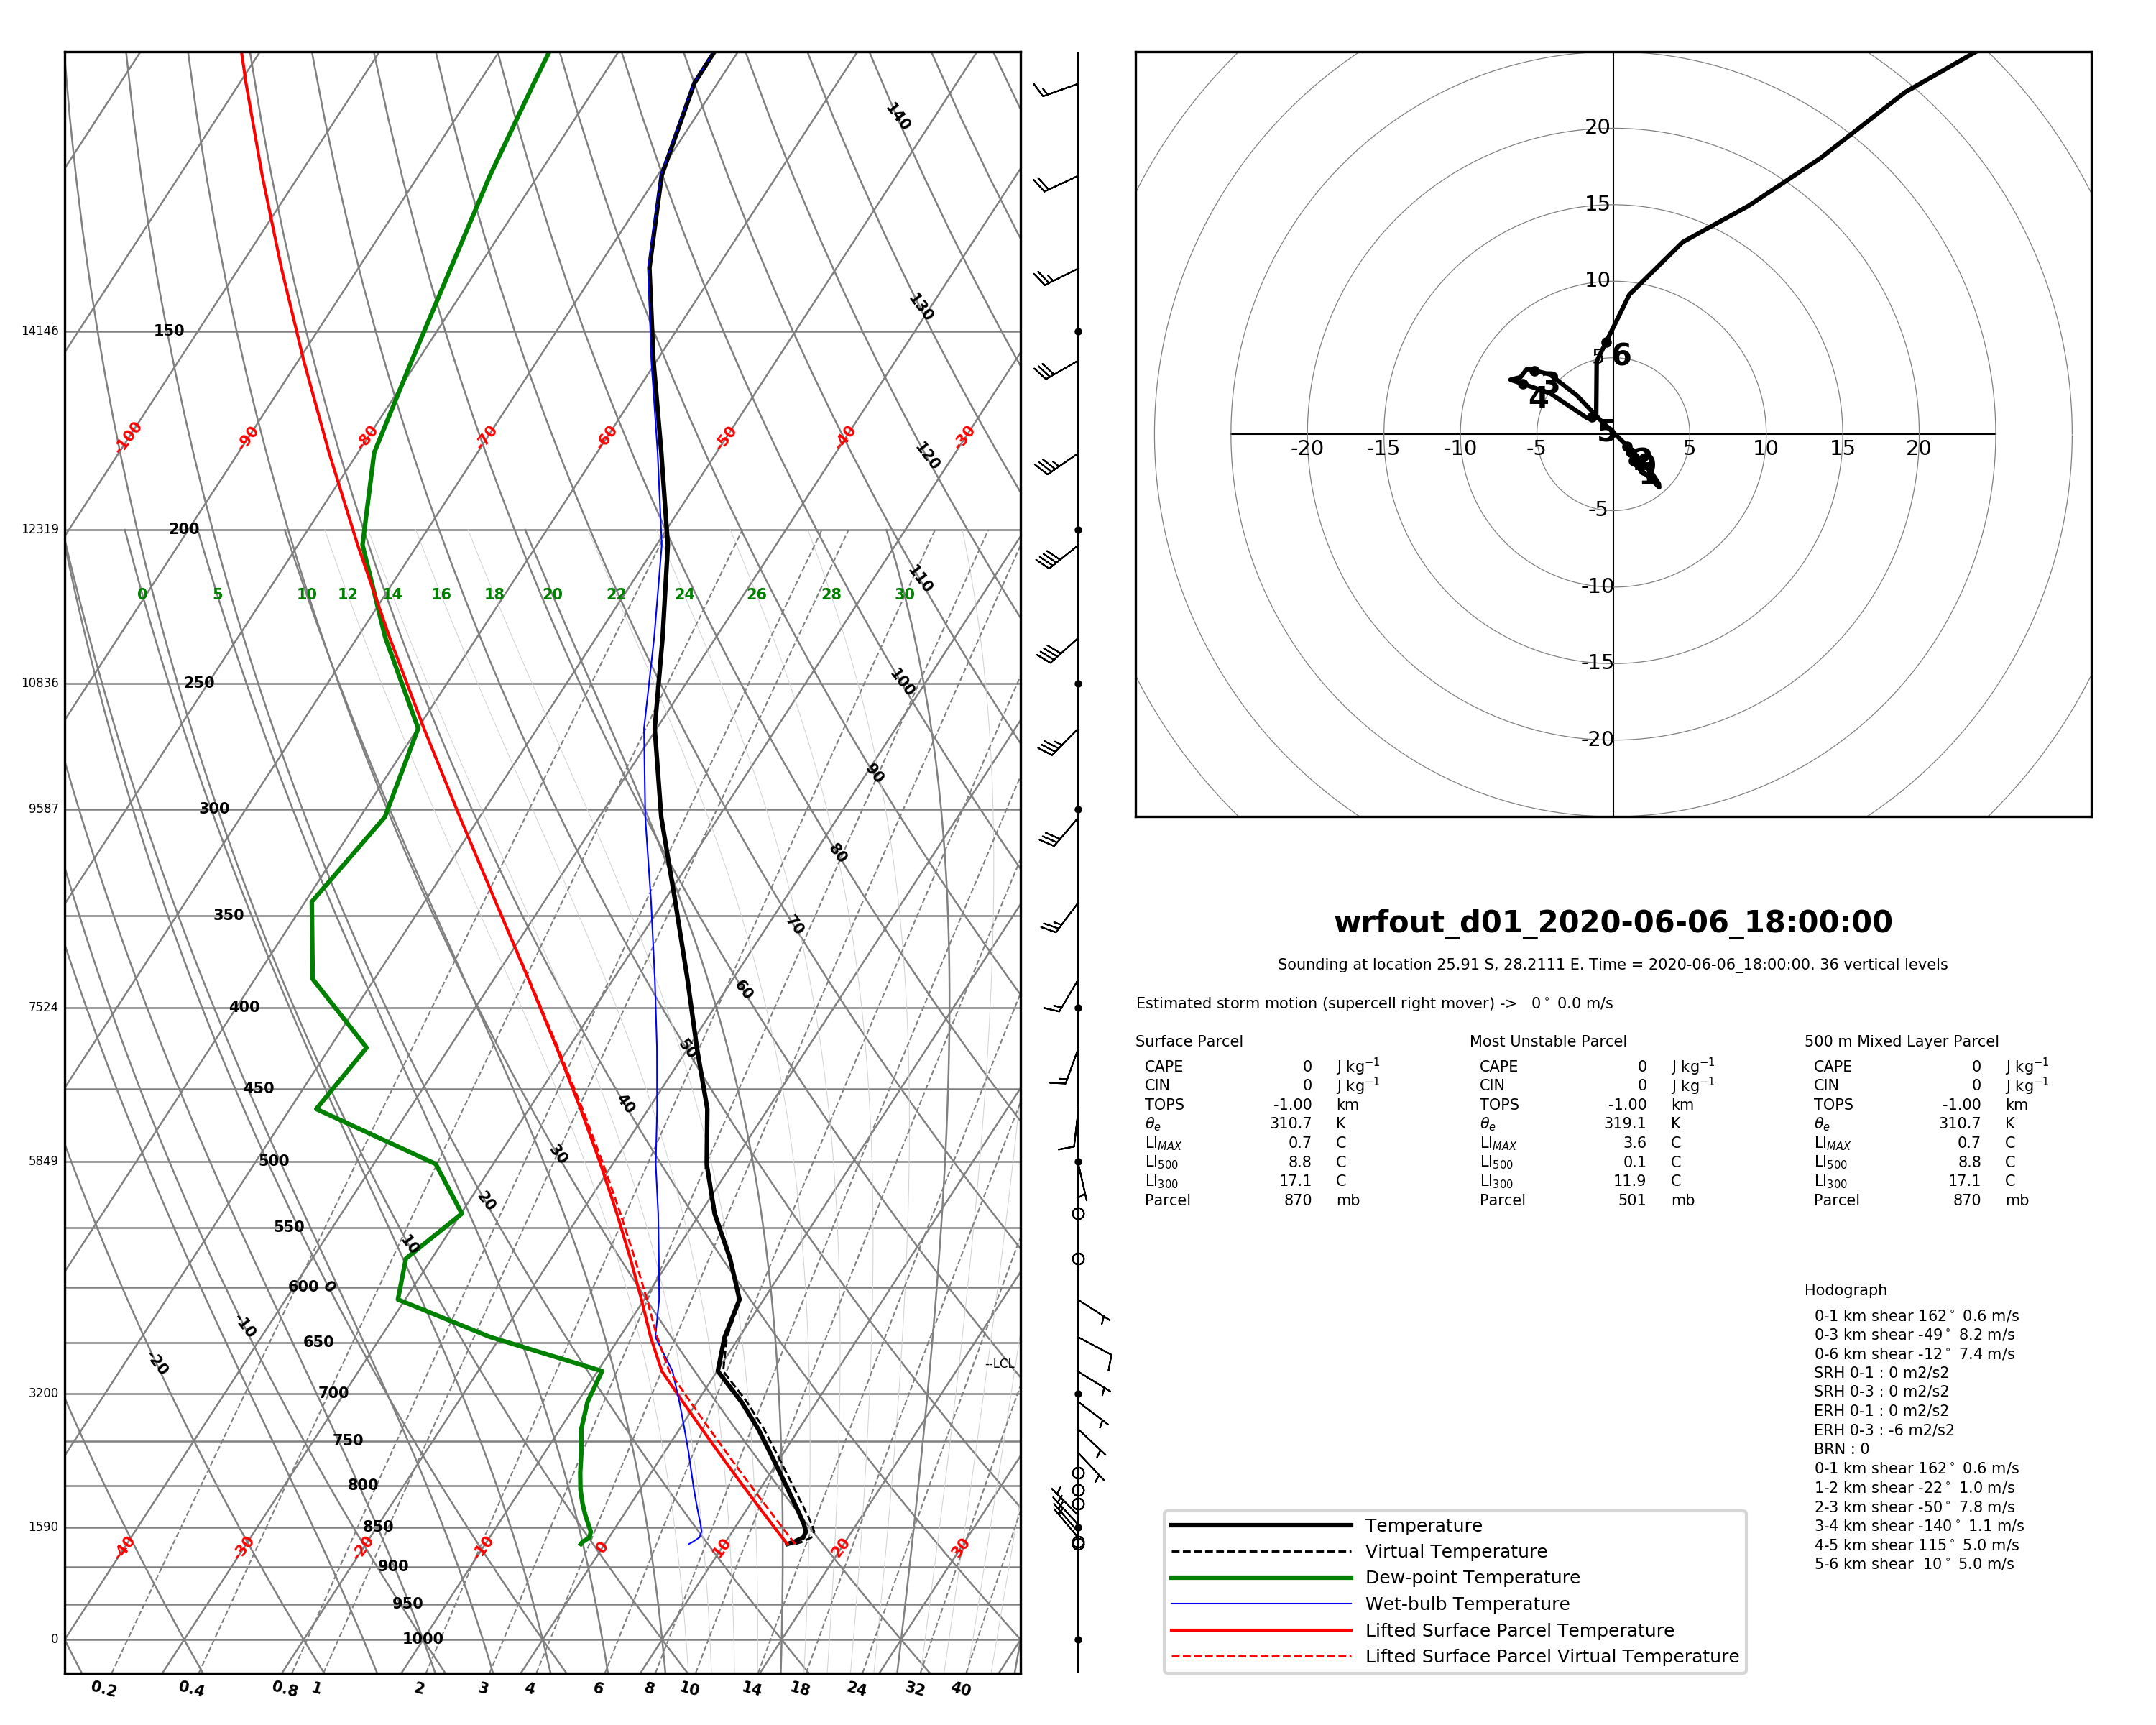 140
130
120
110
100
90
80
70
60
50
40
30
20
10
0
-10
-20
14146 150
-100 -90 -80 -70 -60 -50 -40 -30
12319 200
0 5 10 12 14 16 18 20 22 24 26 28 30
10836 250
9587 300
350
7524 400
450
5849 500
550
600
650
--LCL
3200 700
750
800
1590 850
-40 -30 -20 -10 0 10 20 30
900
950
0 1000
0.2 0.4 0.8 1 2 3 4 6 8 10 14 18 24 32 40
20
15
10
5
6
3
4
5
-20 -15 -10 -5 5 10 15 20
1
-5
-10
-15
-20
wrfout_d01_2020-06-06_18:00:00
Sounding at location 25.91 S, 28.2111 E. Time = 2020-06-06_18:00:00. 36 vertical levels
Estimated storm motion (supercell right mover) -> 0° 0.0 m/s
Surface Parcel
CAPE 0 J kg⁻¹
CIN 0 J kg⁻¹
TOPS -1.00 km
θe 310.7 K
LIMAX 0.7 C
LI500 8.8 C
LI300 17.1 C
Parcel 870 mb
Most Unstable Parcel
CAPE 0 J kg⁻¹
CIN 0 J kg⁻¹
TOPS -1.00 km
θe 319.1 K
LIMAX 3.6 C
LI500 0.1 C
LI300 11.9 C
Parcel 501 mb
500 m Mixed Layer Parcel
CAPE 0 J kg⁻¹
CIN 0 J kg⁻¹
TOPS -1.00 km
θe 310.7 K
LIMAX 0.7 C
LI500 8.8 C
LI300 17.1 C
Parcel 870 mb
Hodograph
0-1 km shear 162° 0.6 m/s
0-3 km shear -49° 8.2 m/s
0-6 km shear -12° 7.4 m/s
SRH 0-1 : 0 m2/s2
SRH 0-3 : 0 m2/s2
ERH 0-1 : 0 m2/s2
ERH 0-3 : -6 m2/s2
BRN : 0
0-1 km shear 162° 0.6 m/s
1-2 km shear -22° 1.0 m/s
2-3 km shear -50° 7.8 m/s
3-4 km shear -140° 1.1 m/s
4-5 km shear 115° 5.0 m/s
5-6 km shear 10° 5.0 m/s
Temperature
Virtual Temperature
Dew-point Temperature
Wet-bulb Temperature
Lifted Surface Parcel Temperature
Lifted Surface Parcel Virtual Temperature